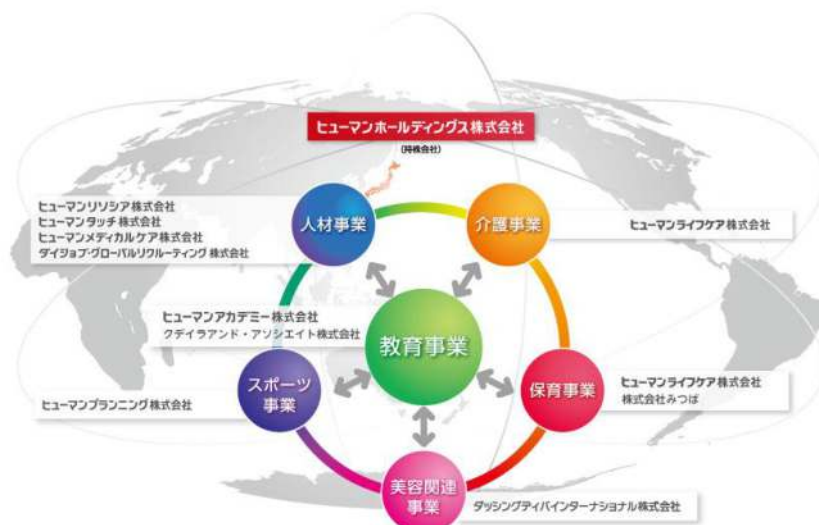 ヒューマンホールディングス株式会社
(持株会社)
ヒューマンリソシア株式会社
ヒューマンタッチ株式会社
ヒューマンメディカルケア株式会社
ダイジョブ・グローバルリクルーティング株式会社
人材事業
介護事業
ヒューマンライフケア株式会社
ヒューマンアカデミー株式会社
クデイラアンド・アソシエイト株式会社
教育事業
スポーツ
事業
ヒューマンプランニング株式会社
保育事業
ヒューマンライフケア株式会社
株式会社みつば
美容関連
事業
ダッシングディバインターナショナル株式会社